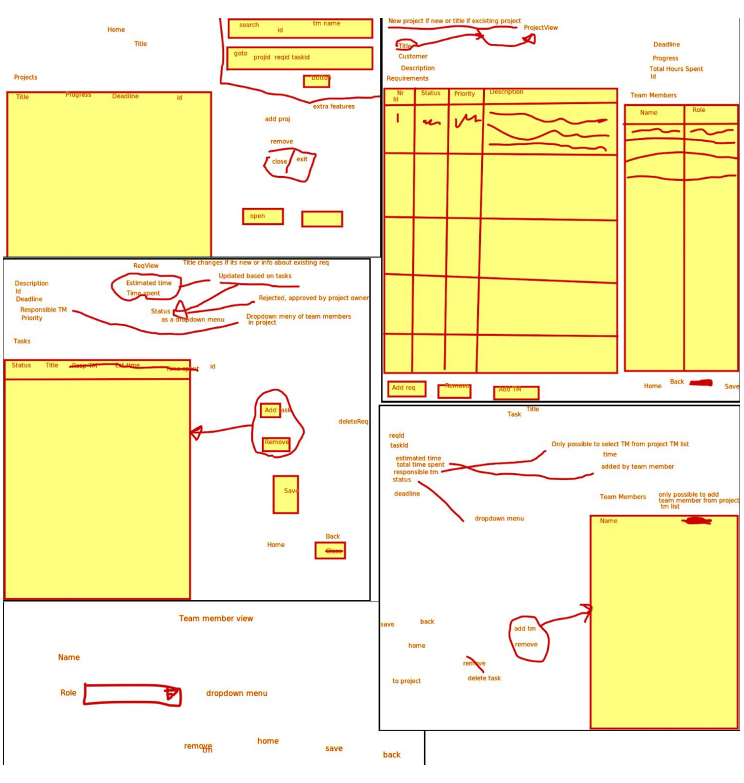 Home
Title
Projects
Title Progress Deadline id
search
id
tm name
goto
projid reqid taskid
button
extra features
add proj
remove
close
exit
open
New project if new or title if excisting project
ProjectView
Title
Customer
Description
Requirements
Deadline
Progress
Total Hours Spent
Id
Team Members
Nr
Id
Status
Priority
Description
Name
Role
Add req
Remove
Add TM
Home
Back
Save
ReqView
Title changes if its new or info about existing req
Estimated time
Time spent
Updated based on tasks
Description
Id
Deadline
Responsible TM
Priority
Status
as a dropdown menu
Rejected, approved by project owner
Dropdown meny of team members
in project
Tasks
Status Title Resp TM Est time Time spent id
Add task
Remove
deleteReq
Save
Home
Back
Close
Title
Task
reqId
taskId
estimated time
total time spent
responsible tm
status
deadline
Only possible to select TM from project TM list
time
added by team member
dropdown menu
Team Members
only possible to add
team member from project
tm list
Name
save
back
home
add tm
remove
remove
delete task
to project
Team member view
Name
Role
dropdown menu
remove
tm
home
save
back